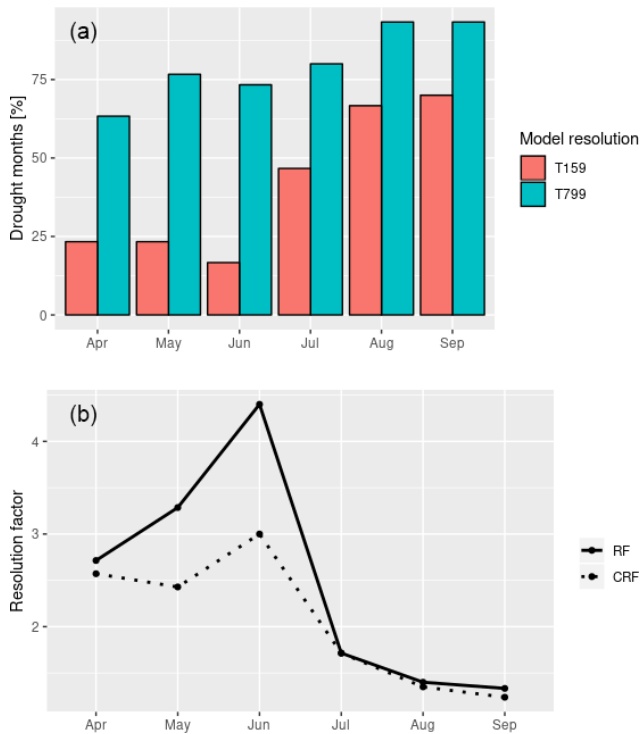 (a)
Drought months [%]
75
50
25
0
Apr May Jun Jul Aug Sep
Model resolution
T159
T799
(b)
Resolution factor
4
3
2
Apr May Jun Jul Aug Sep
RF
CRF